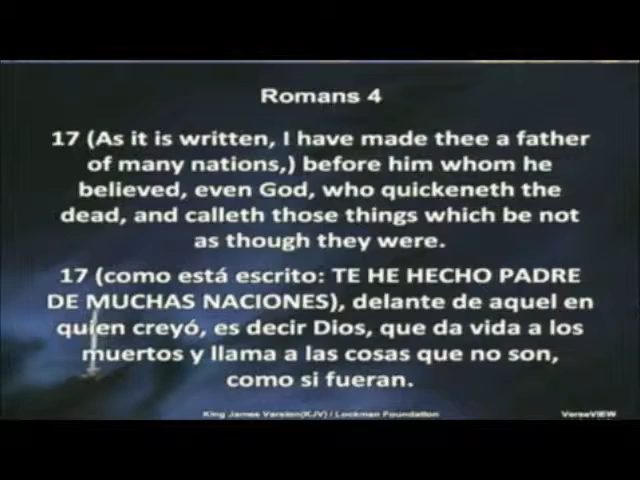 Romans 4
17 (As it is written, I have made thee a father
of many nations,) before him whom he
believed, even God, who quickeneth the
dead, and calleth those things which be not
as though they were.
17 (como está escrito: TE HE HECHO PADRE
DE MUCHAS NACIONES), delante de aquel en
quien creyó, es decir Dios, que da vida a los
muertos y llama a las cosas que no son,
como si fueran.
King James Version(KJV) / Lockman Foundation
VerseVIEW